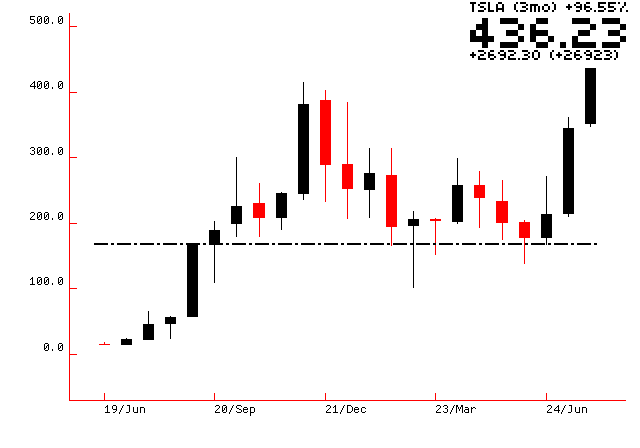 TSLA (3mo) +96.55%
436.23
+2692.30 (+26923)
500.0
400.0
300.0
200.0
100.0
0.0
19/Jun
20/Sep
21/Dec
23/Mar
24/Jun